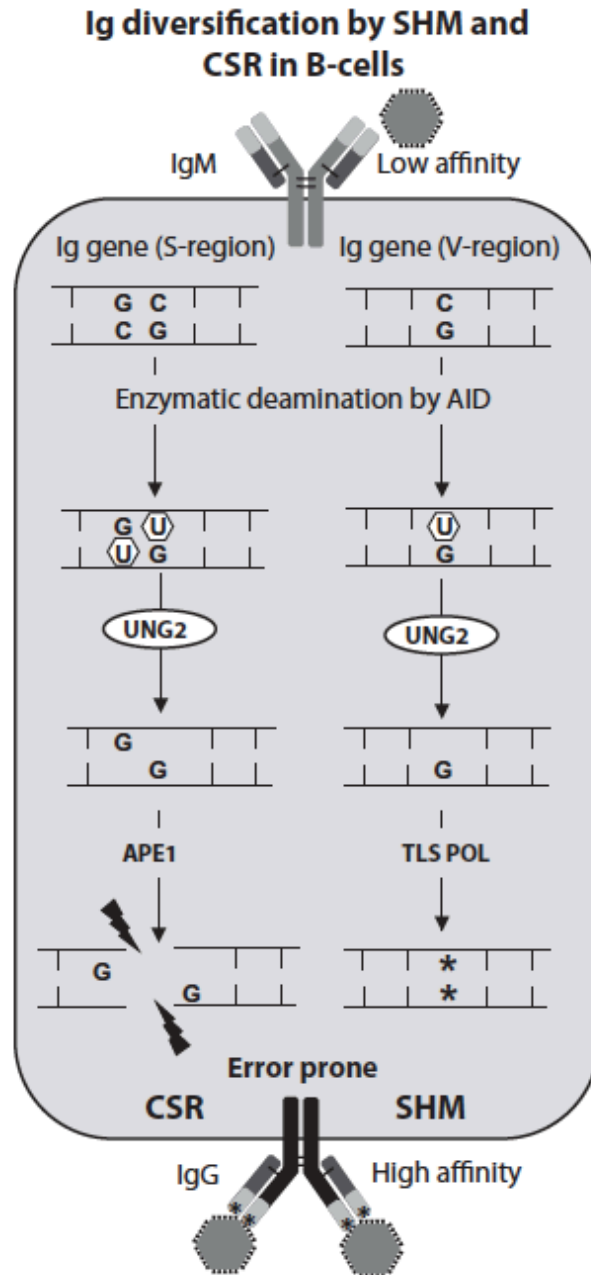 Ig diversification by SHM and
CSR in B-cells
IgM
Low affinity
Ig gene (S-region)
Ig gene (V-region)
G C
C G
C
G
Enzymatic deamination by AID
G U
U G
U
G
UNG2
UNG2
G
G
G
APE1
TLS POL
G
G
*
*
Error prone
CSR
SHM
IgG
High affinity
* *
* *